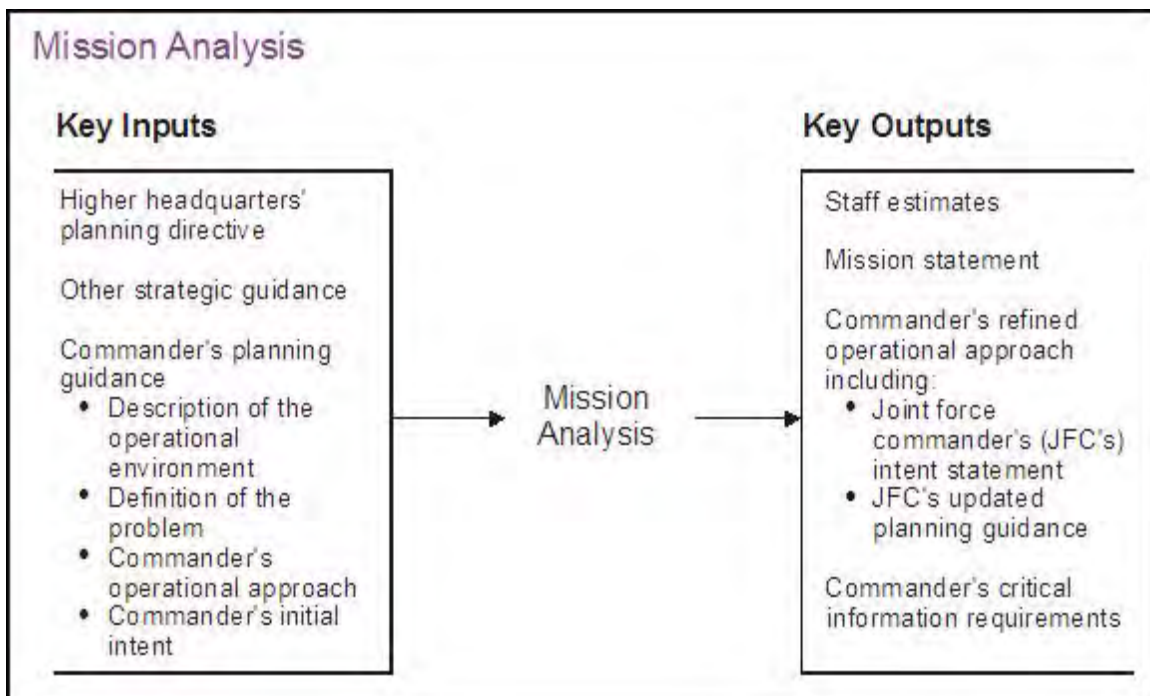 Mission Analysis
Key Inputs
Higher headquarters'
planning directive
Other strategic guidance
Commander's planning
guidance
• Description of the
operational
environment
• Definition of the
problem
• Commander's
operational approach
• Commander's initial
intent
Mission
Analysis
Key Outputs
Staff estimates
Mission statement
Commander's refined
operational approach
including:
• Joint force
commander's (JFC's)
intent statement
• JFC's updated
planning guidance
Commander's critical
information requirements